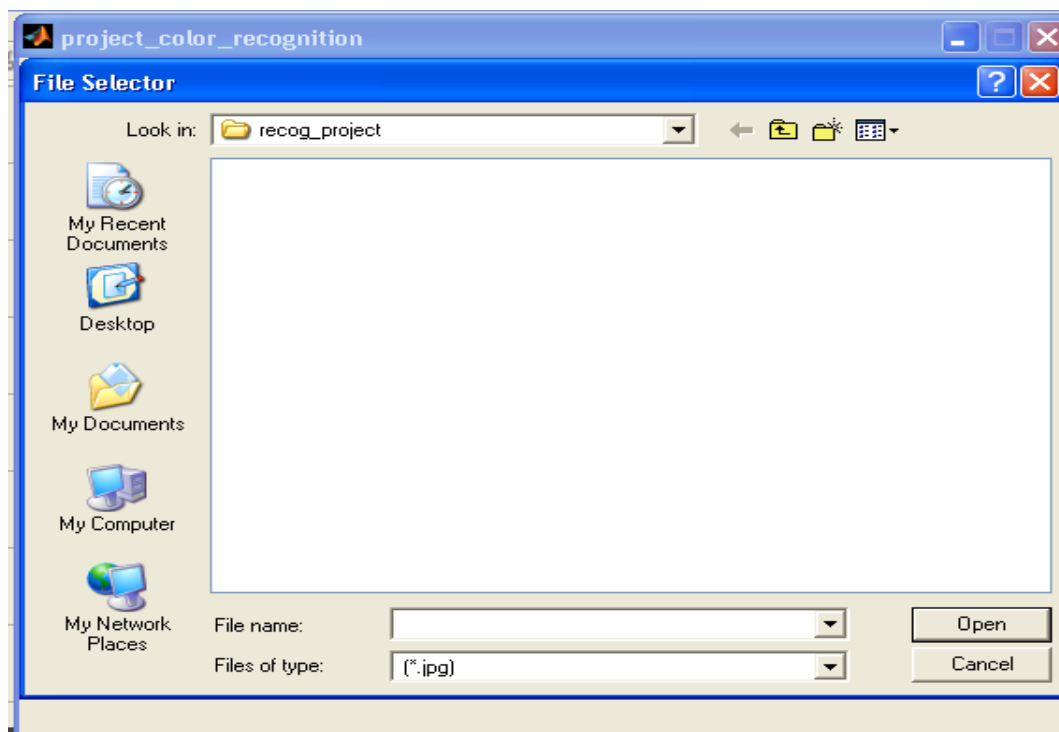 project_color_recognition
File Selector
Look in: recog_project
My Recent
Documents
Desktop
My Documents
My Computer
My Network
Places
File name:
Open
Files of type: (*.jpg)
Cancel